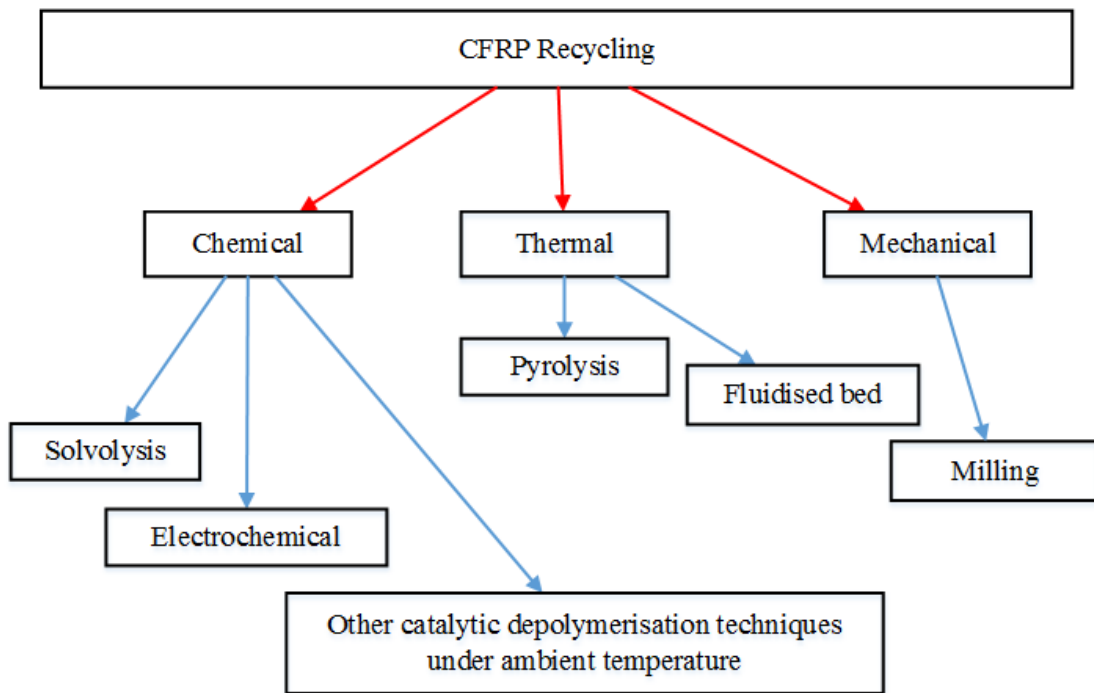 CFRP Recycling
Chemical
Thermal
Mechanical
Pyrolysis
Fluidised bed
Solvolysis
Milling
Electrochemical
Other catalytic depolymerisation techniques
under ambient temperature